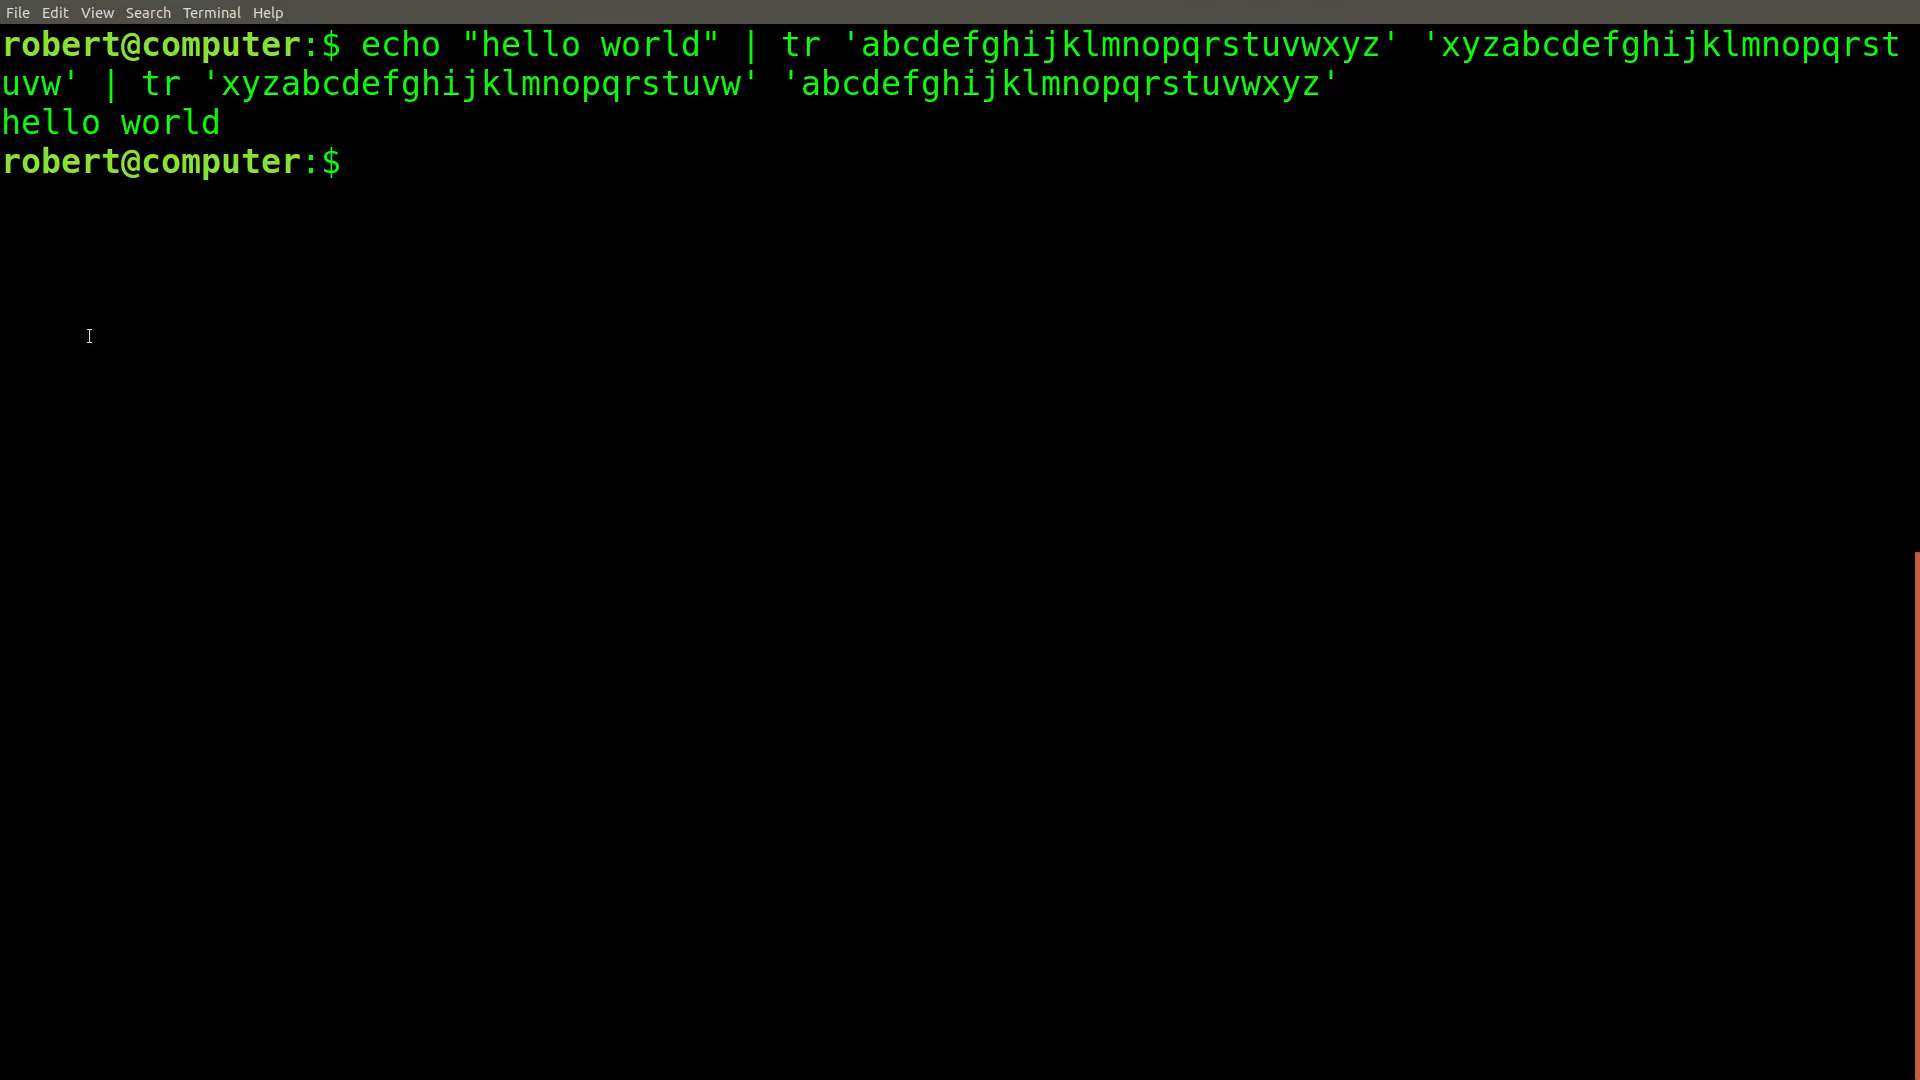 File Edit View Search Terminal Help
robert@computer:$ echo "hello world" | tr 'abcdefghijklmnopqrstuvwxyz' 'xyzabcdefghijklmnopqrst
uvw' | tr 'xyzabcdefghijklmnopqrstuvw' 'abcdefghijklmnopqrstuvwxyz'
hello world
robert@computer:$